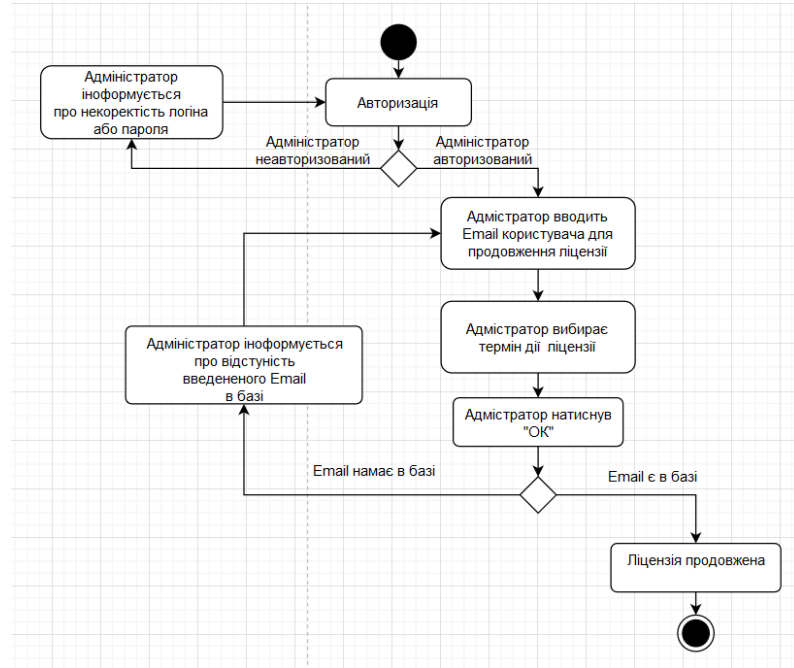 Адміністратор
іноформується
про некоректість логіна
або пароля
Авторизація
Адміністратор
неавторизований
Адміністратор
авторизований
Адмістратор вводить
Email користувача для
продовження ліцензії
Адмістратор вибирає
термін дії ліцензії
Адміністратор іноформується
про відстуність
введененого Email
в базі
Адмістратор натиснув
"ОК"
Email намає в базі
Email є в базі
Ліцензія продовжена